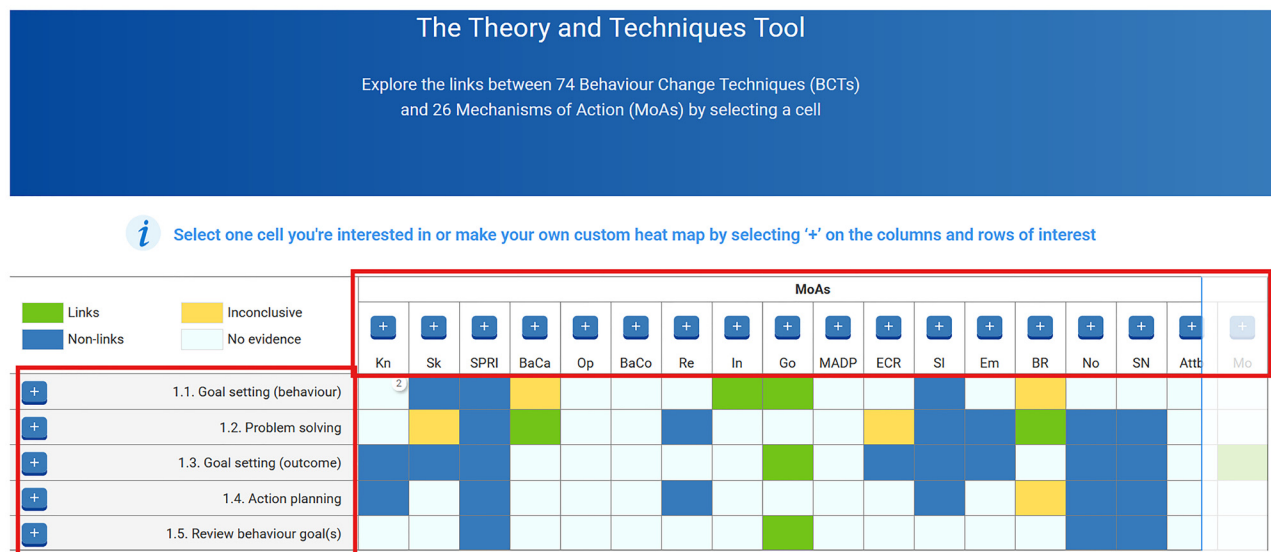 The Theory and Techniques Tool
Explore the links between 74 Behaviour Change Techniques (BCTs)
and 26 Mechanisms of Action (MoAs) by selecting a cell
i Select one cell you're interested in or make your own custom heat map by selecting ‘+’ on the columns and rows of interest
MoAs
Links Inconclusive
Non-links No evidence
+ + + + + + + + + + + + + + + + + +
Kn Sk SPRI BaCa Op BaCo Re In Go MADP ECR SI Em BR No SN Attb Mo
+ 1.1. Goal setting (behaviour) 2
+ 1.2. Problem solving
+ 1.3. Goal setting (outcome)
+ 1.4. Action planning
+ 1.5. Review behaviour goal(s)